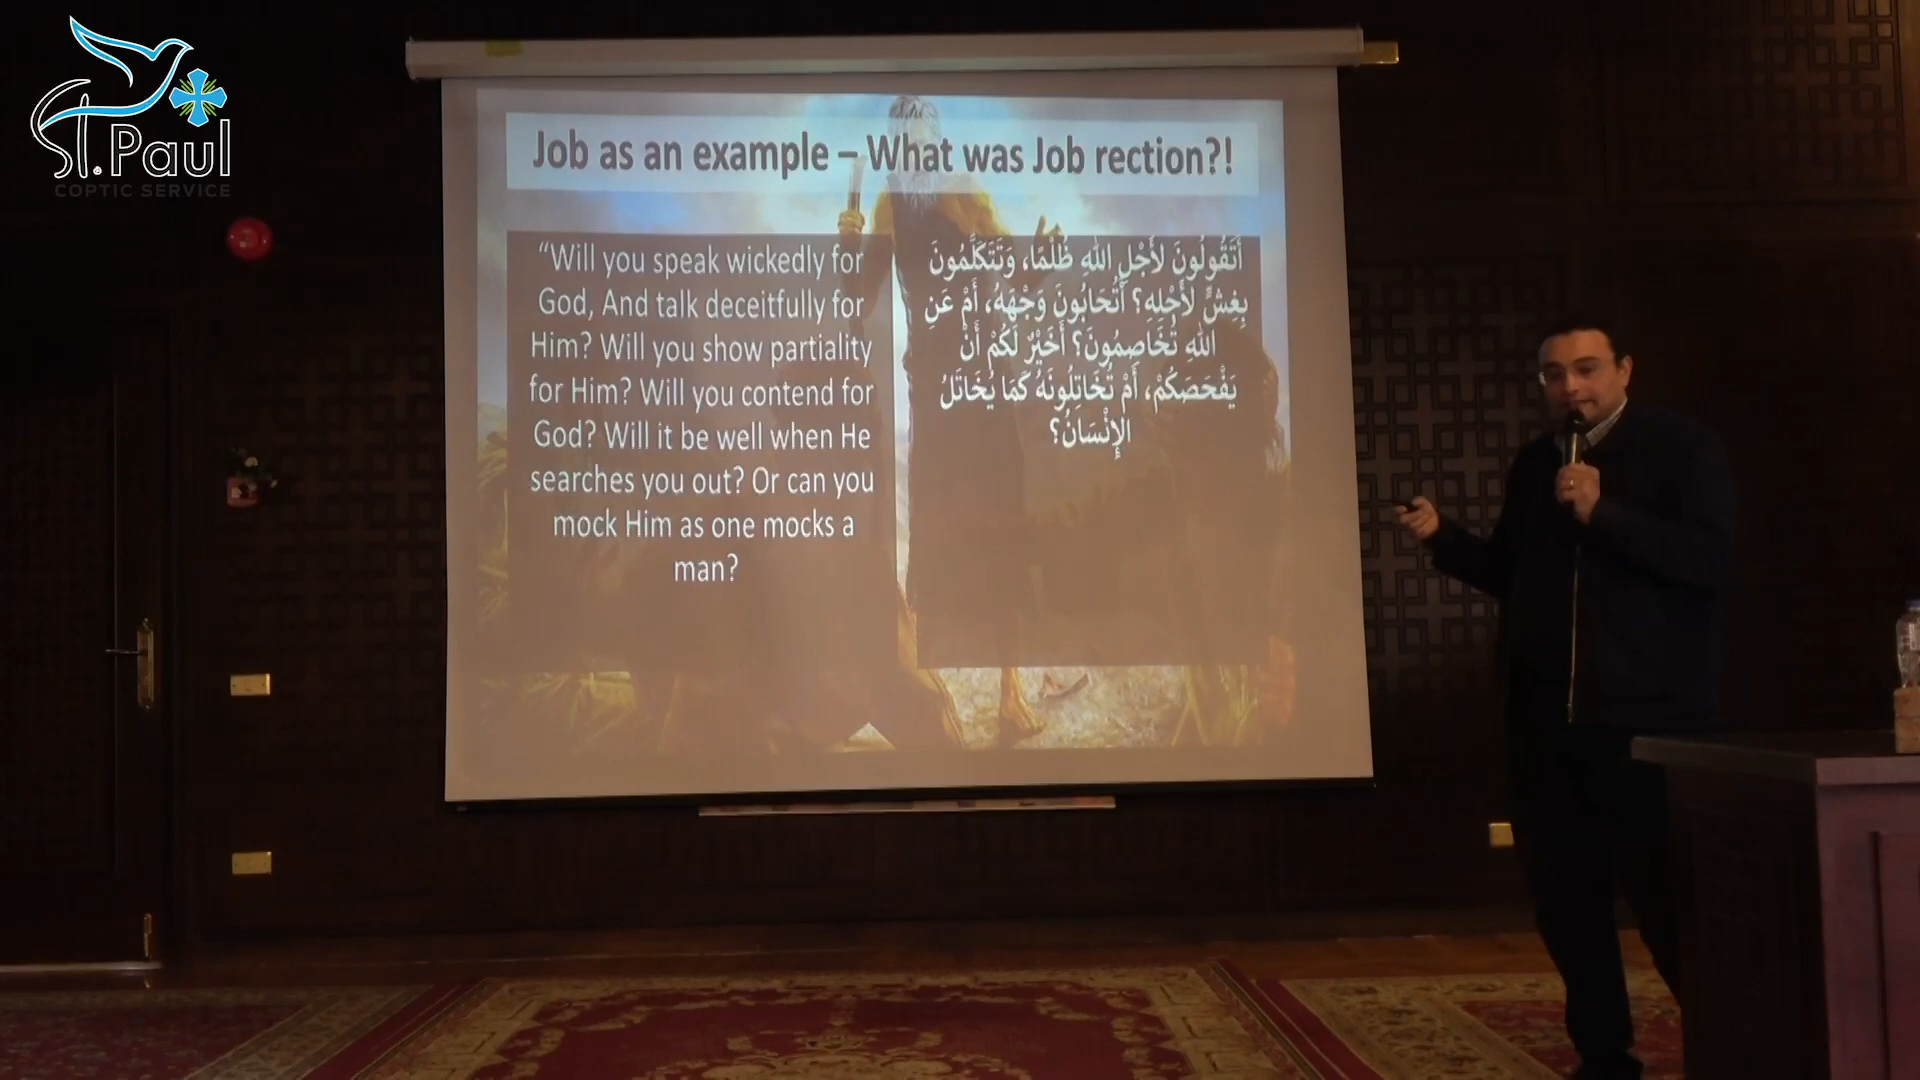 St. Paul
COPTIC SERVICE
Job as an example – What was Job rection?!
“Will you speak wickedly for
God, And talk deceitfully for
Him? Will you show partiality
for Him? Will you contend for
God? Will it be well when He
searches you out? Or can you
mock Him as one mocks a
man?
أَتَقُولُونَ لأَجْلِ اللهِ ظُلْمًا، وَتَتَكَلَّمُونَ
بِغِشٍّ لأَجْلِهِ؟ أَتُحَابُونَ وَجْهَهُ، أَمْ عَنِ
اللهِ تُخَاصِمُونَ؟ أَخَيْرٌ لَكُمْ أَنْ
يَفْحَصَكُمْ، أَمْ تُخَاتِلُونَهُ كَمَا يُخَاتَلُ
الإِنْسَانُ؟